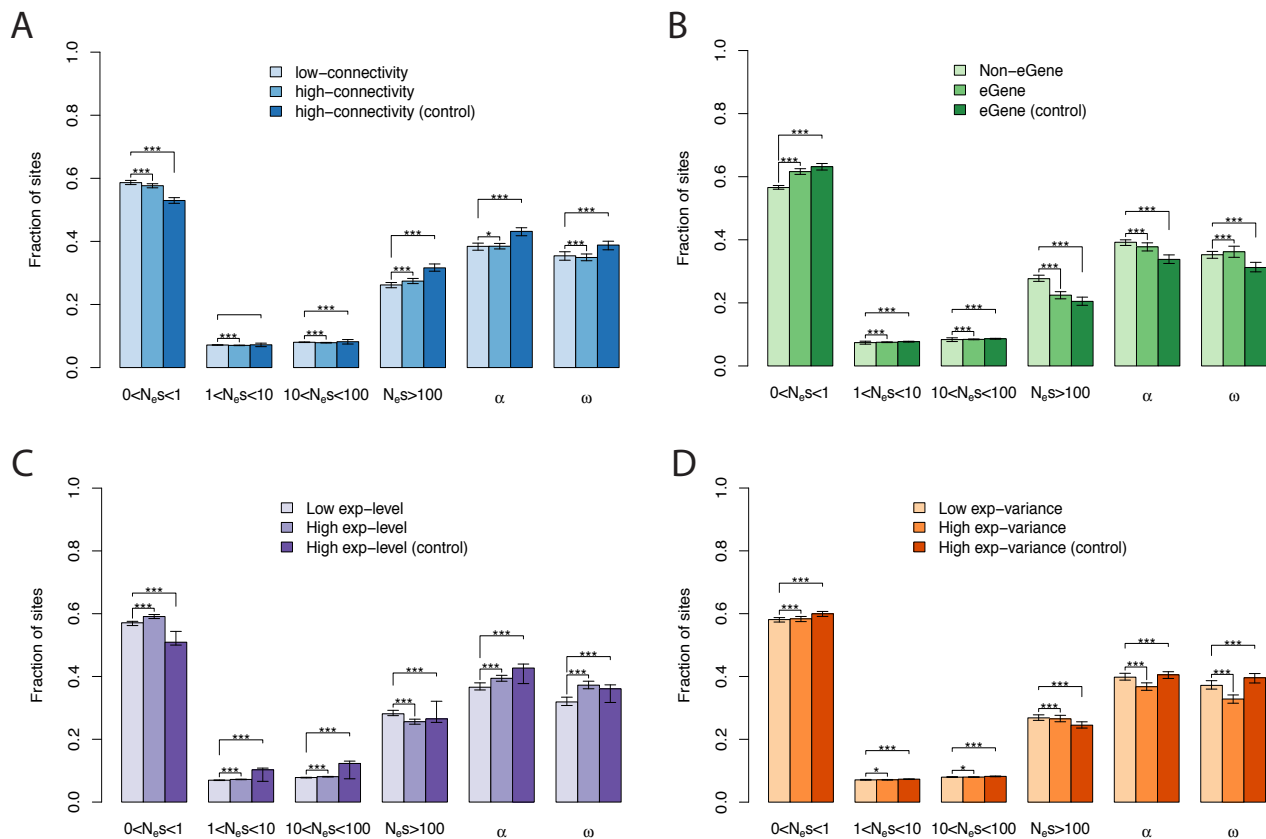 A
Fraction of sites
0.0
0.2
0.4
0.6
0.8
1.0
low−connectivity
high−connectivity
high−connectivity (control)
***
***
***
***
***
***
***
*
***
***
***
0<Nₑs<1
1<Nₑs<10
10<Nₑs<100
Nₑs>100
α
ω
B
Fraction of sites
0.0
0.2
0.4
0.6
0.8
1.0
Non−eGene
eGene
eGene (control)
***
***
***
***
***
***
***
***
***
***
***
***
0<Nₑs<1
1<Nₑs<10
10<Nₑs<100
Nₑs>100
α
ω
C
Fraction of sites
0.0
0.2
0.4
0.6
0.8
1.0
Low exp−level
High exp−level
High exp−level (control)
***
***
***
***
***
***
***
***
***
***
***
***
0<Nₑs<1
1<Nₑs<10
10<Nₑs<100
Nₑs>100
α
ω
D
Fraction of sites
0.0
0.2
0.4
0.6
0.8
1.0
Low exp−variance
High exp−variance
High exp−variance (control)
***
***
***
*
***
*
***
***
***
***
***
***
0<Nₑs<1
1<Nₑs<10
10<Nₑs<100
Nₑs>100
α
ω